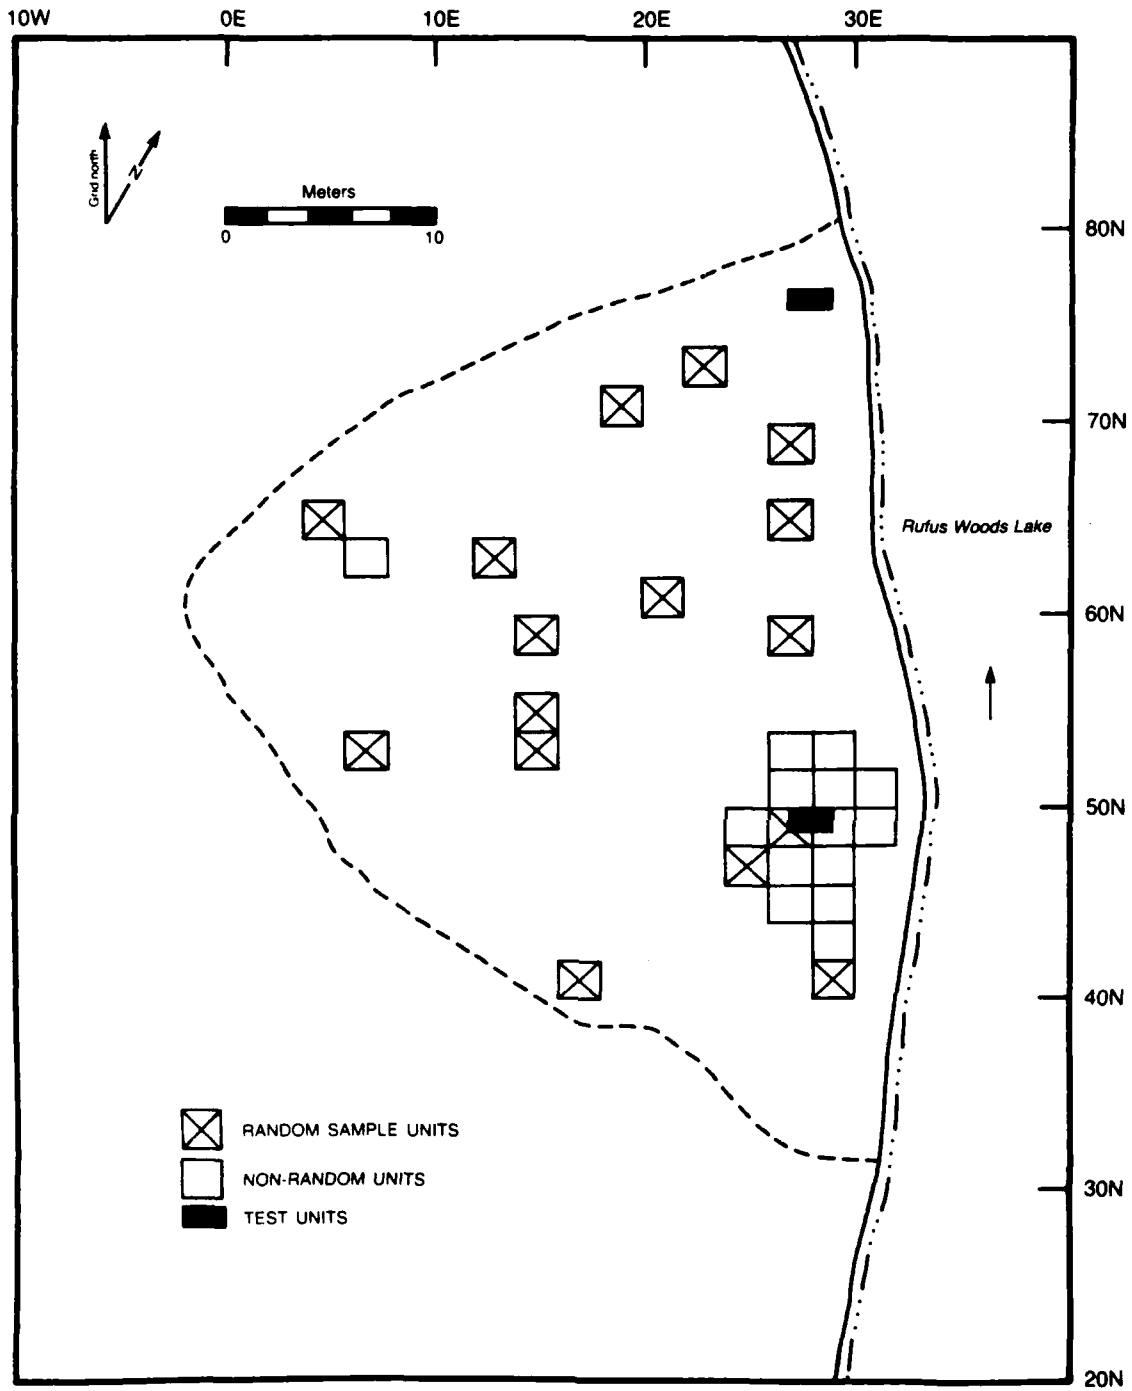 10W 0E 10E 20E 30E
Grid north
N
Meters
0 10
80N
70N
Rufus Woods Lake
60N
50N
40N
RANDOM SAMPLE UNITS
NON-RANDOM UNITS
30N
TEST UNITS
20N